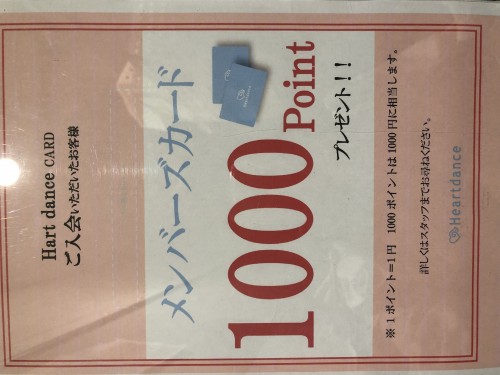 Hart dance CARD
ご入会いただいたお客様
メンバーズカード
1000Point
プレゼント！！
※１ポイント＝1円　1000ポイントは1000円に相当します。
詳しくはスタッフまでお尋ねください。
Heartdance